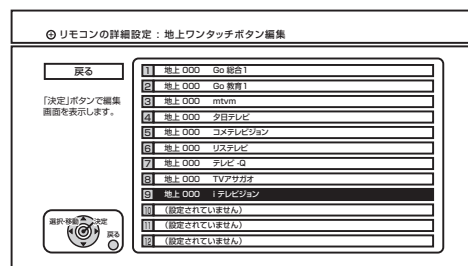 リモコンの詳細設定：地上ワンタッチボタン編集
戻る
「決定」ボタンで編集
画面を表示します。
1 地上 000 Go 総合1
2 地上 000 Go 教育1
3 地上 000 mtvm
4 地上 000 夕日テレビ
5 地上 000 コメテレビジョン
6 地上 000 リステレビ
7 地上 000 テレビ -Q
8 地上 000 TVアサガオ
9 地上 000 i テレビジョン
10 （設定されていません）
11 （設定されていません）
12 （設定されていません）
選択・移動 決定
戻る